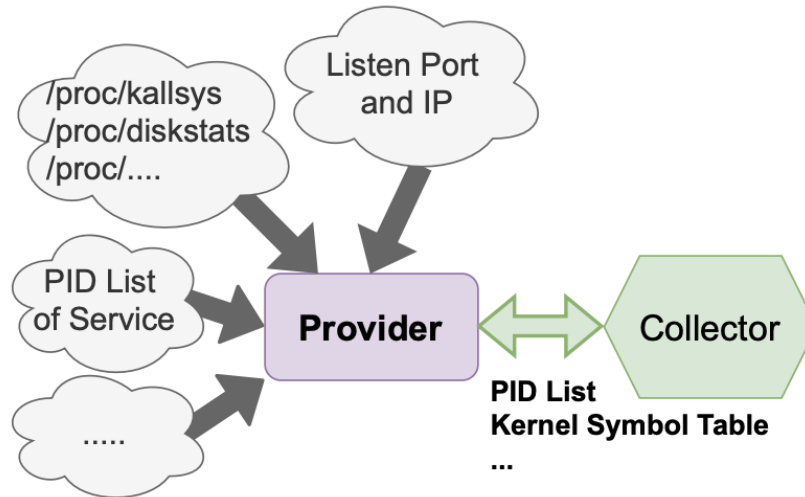 /proc/kallsys
/proc/diskstats
/proc/....
Listen Port
and IP
PID List
of Service
.....
Provider
Collector
PID List
Kernel Symbol Table
...